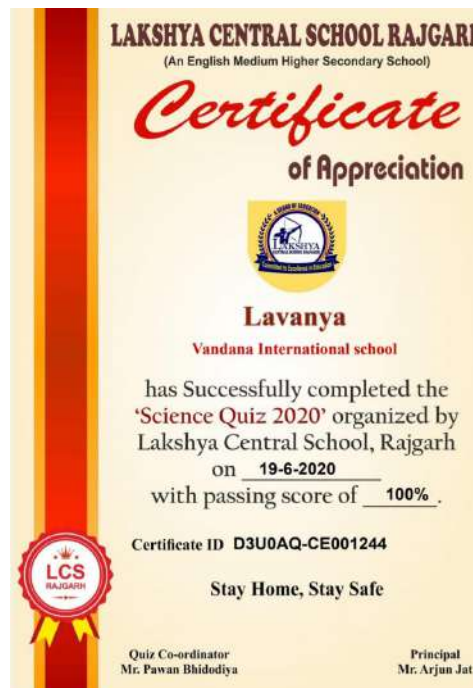 LAKSHYA CENTRAL SCHOOL RAJGARH
(An English Medium Higher Secondary School)
Certificate
of Appreciation
LAKSHYA
Lavanya
Vandana International school
has Successfully completed the
'Science Quiz 2020' organized by
Lakshya Central School, Rajgarh
on 19-6-2020
with passing score of 100%.
Certificate ID D3U0AQ-CE001244
LCS
RAJGARH
Stay Home, Stay Safe
Quiz Co-ordinator
Mr. Pawan Bhidodiya
Principal
Mr. Arjun Jat